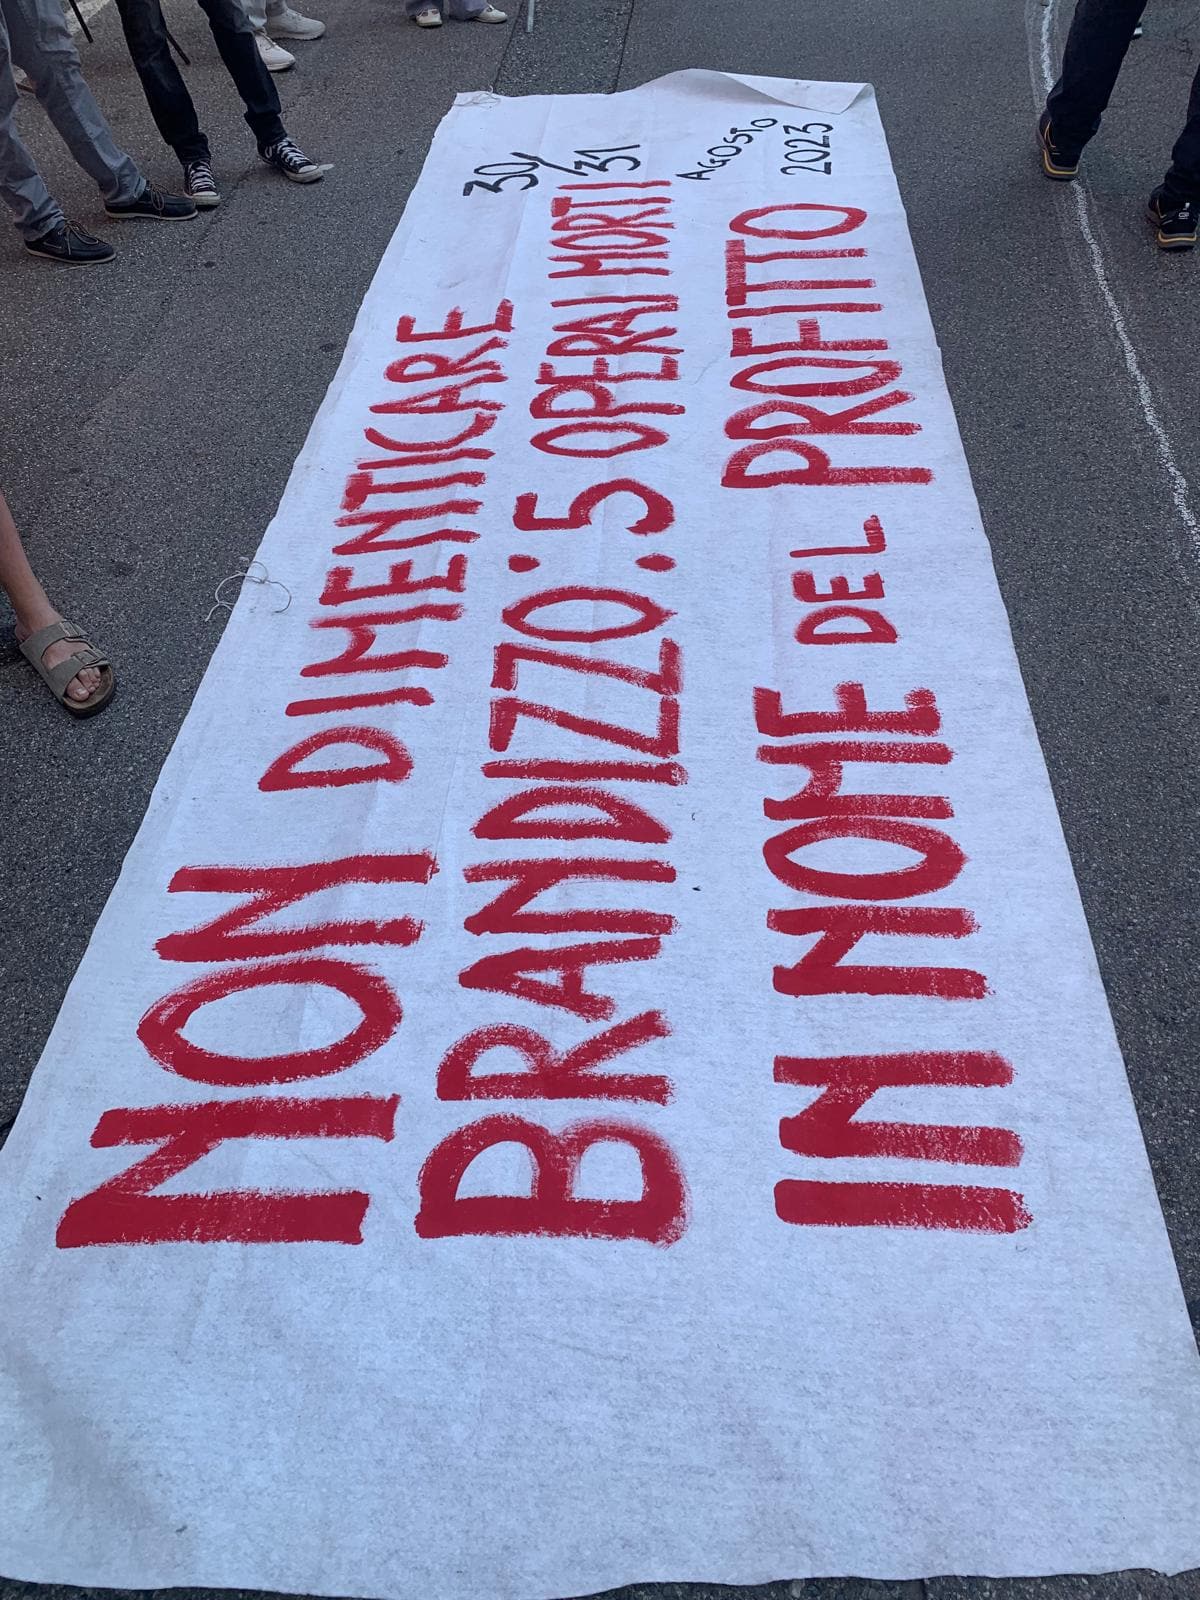 NON DIMENTICARE
BRANDIZZO: 5 OPERAI MORTI
IN NOME DEL PROFITTO
30/31
AGOSTO
2023